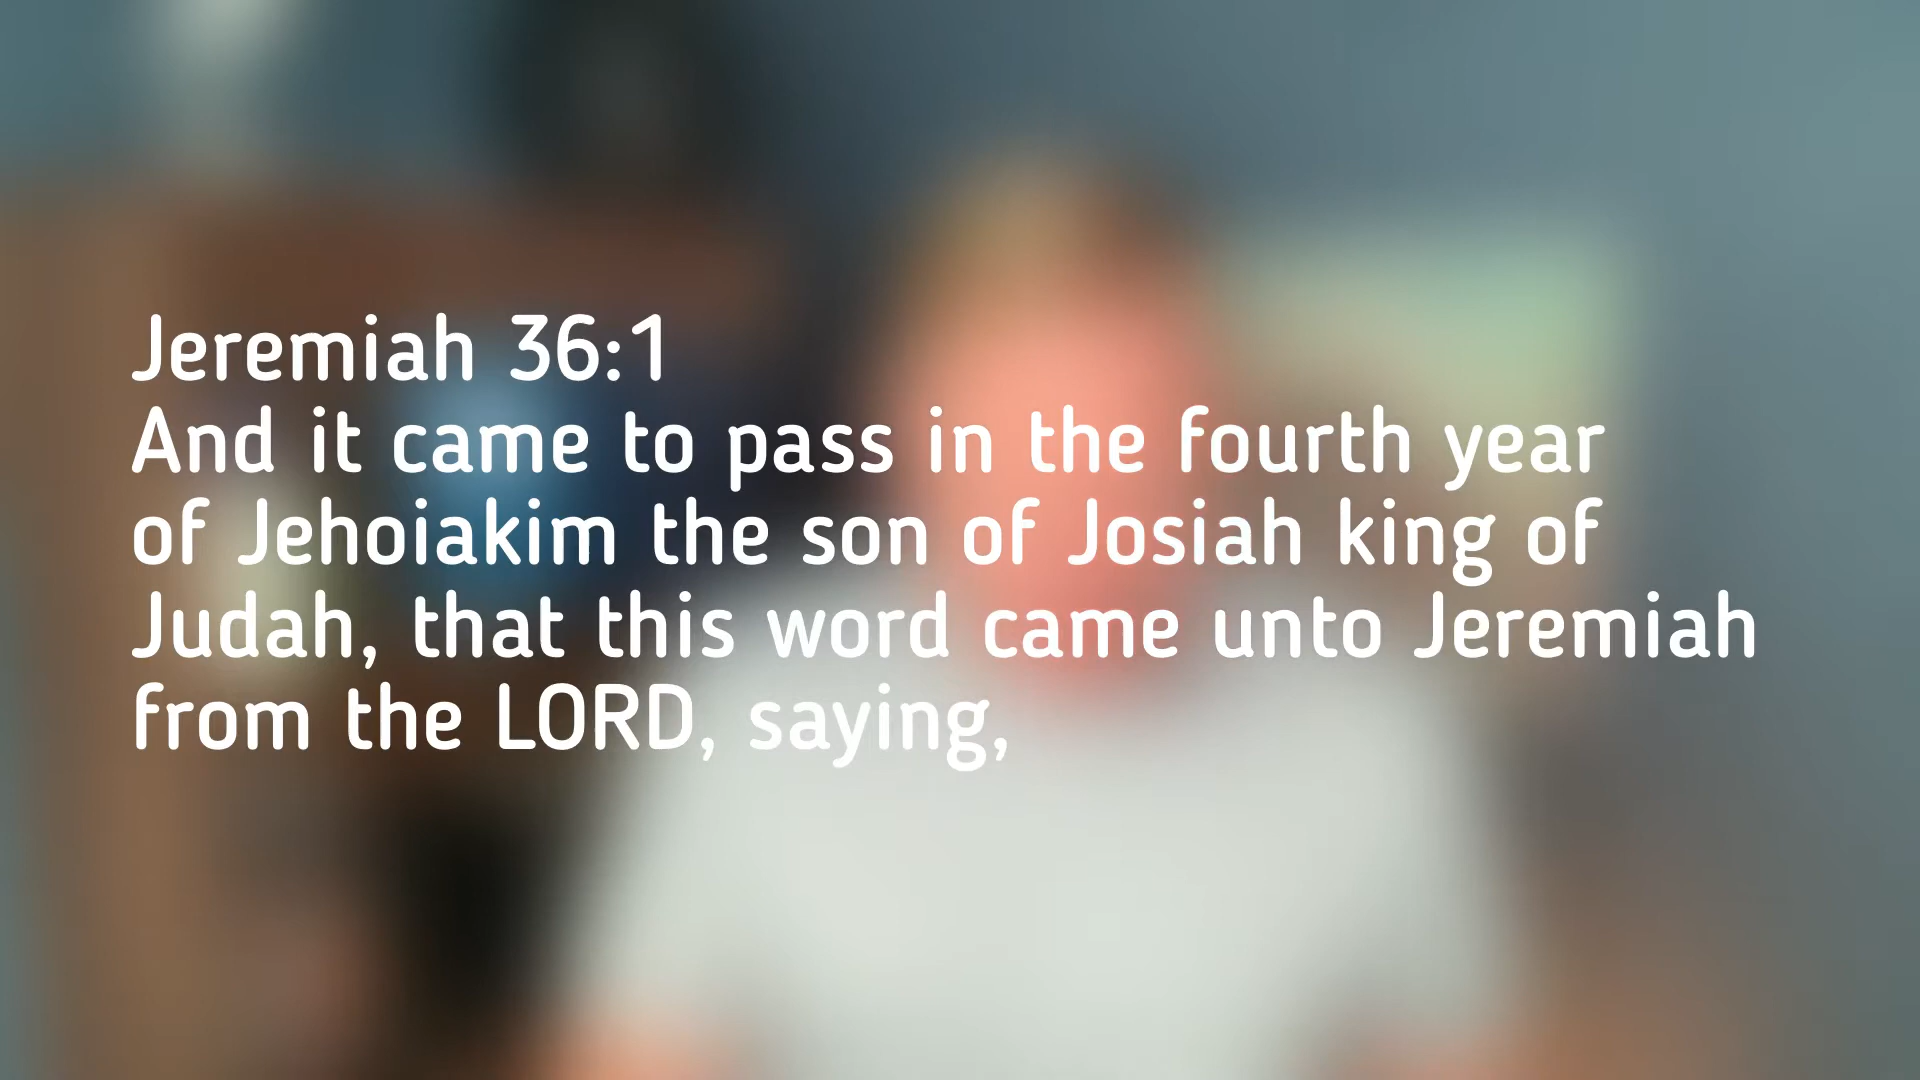 Jeremiah 36:1
And it came to pass in the fourth year
of Jehoiakim the son of Josiah king of
Judah, that this word came unto Jeremiah
from the LORD, saying,